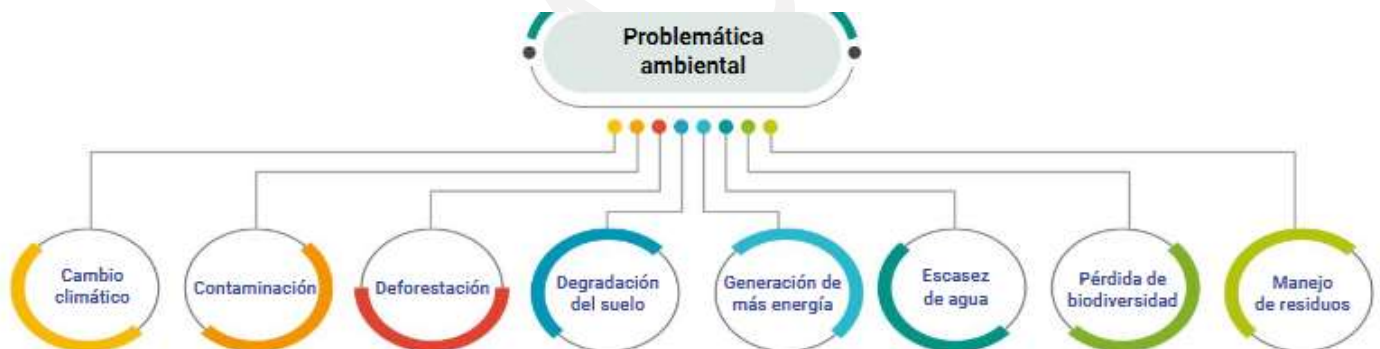 Problemática
ambiental
Cambio
climático
Contaminación
Deforestación
Degradación
del suelo
Generación de
más energía
Escasez
de agua
Pérdida de
biodiversidad
Manejo
de residuos